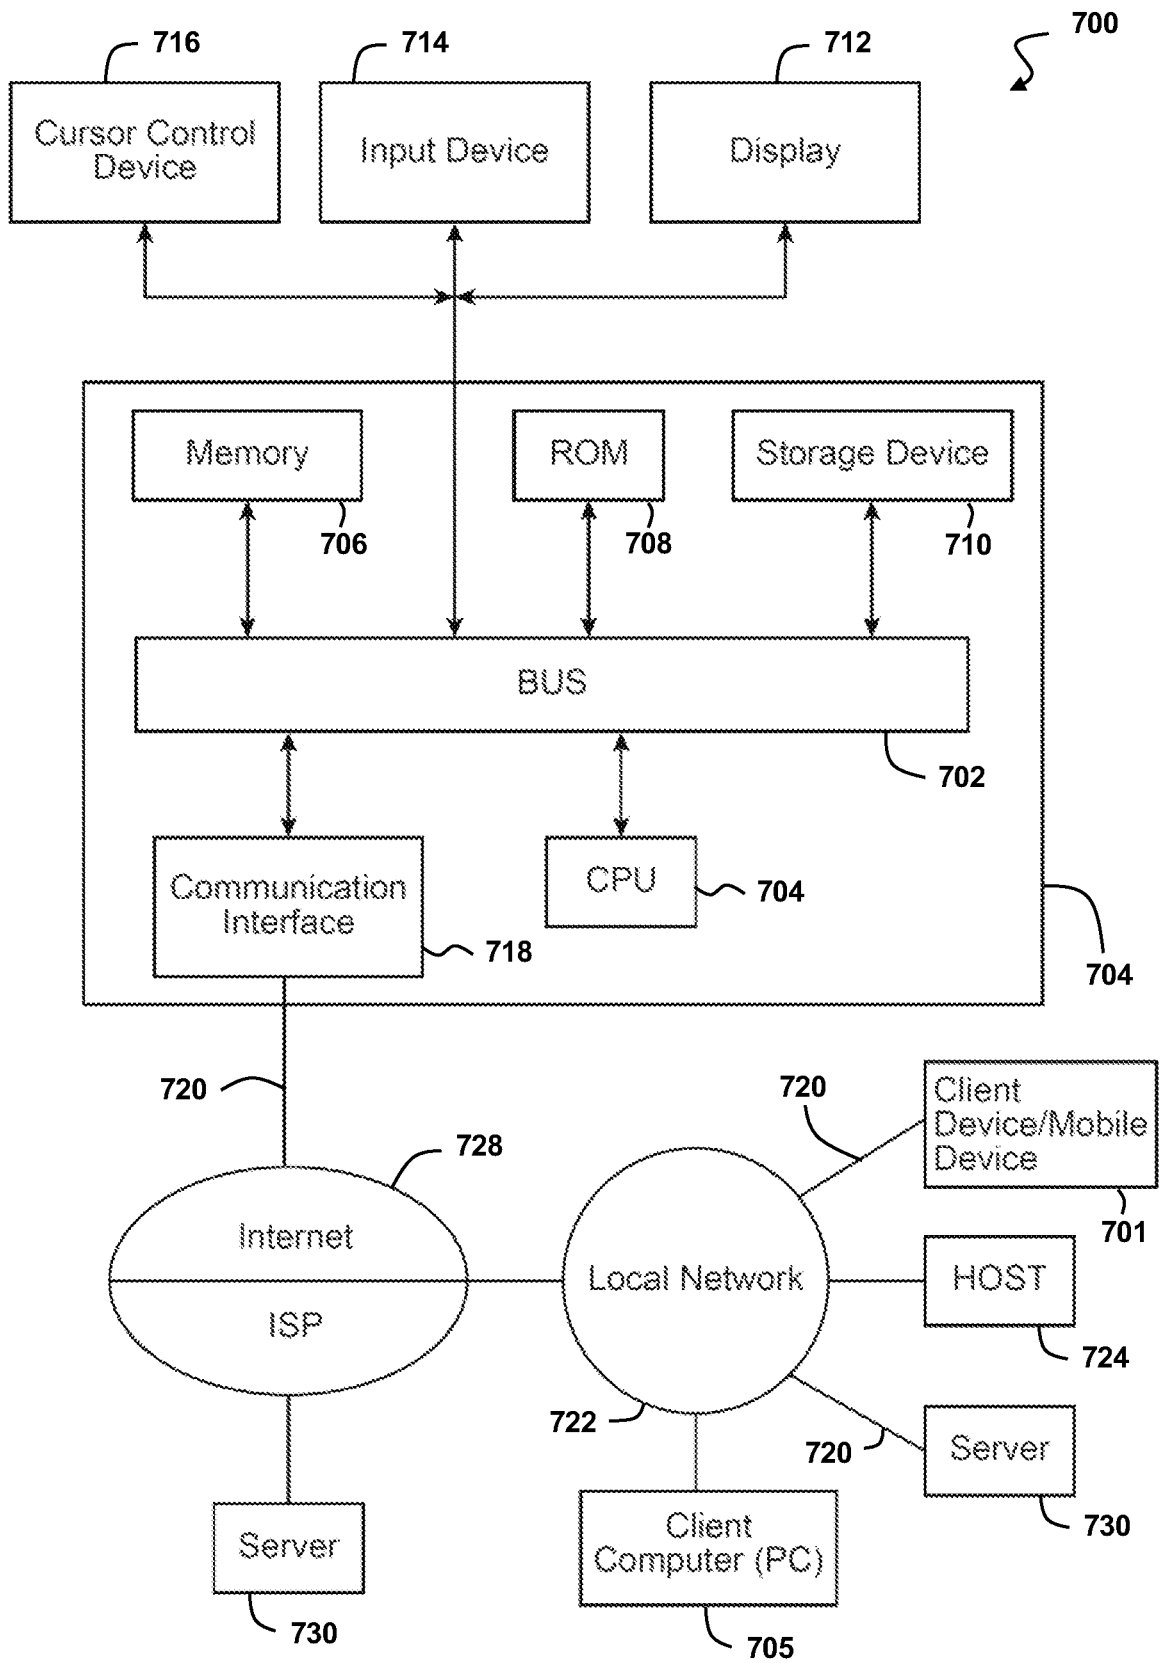 700
716
714
712
Cursor Control
Device
Input Device
Display
Memory
ROM
Storage Device
706
708
710
BUS
702
Communication
Interface
CPU
704
718
704
720
728
720
Client
Device/Mobile
Device
701
Internet
ISP
Local Network
HOST
724
722
720
Server
730
Client
Computer (PC)
705
Server
730